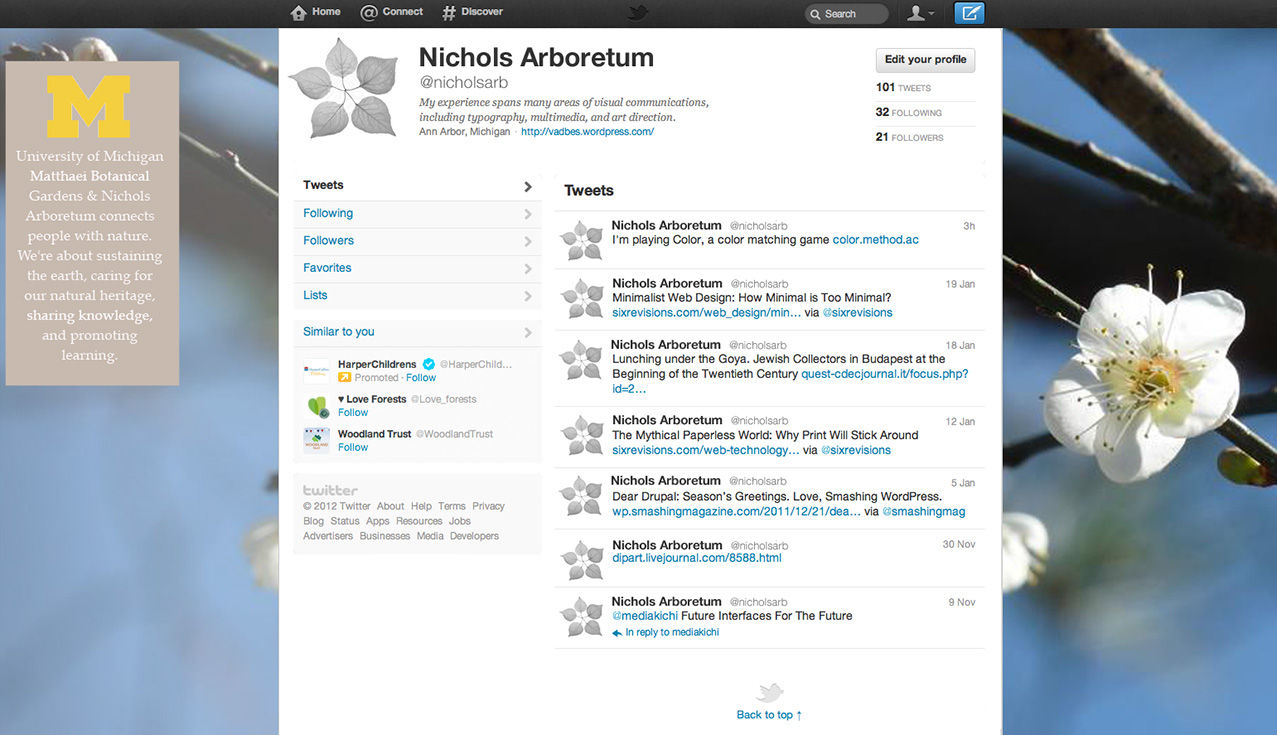 Home
Connect
Discover
Search
M
University of Michigan
Matthaei Botanical
Gardens & Nichols
Arboretum connects
people with nature.
We're about sustaining
the earth, caring for
our natural heritage,
sharing knowledge,
and promoting
learning.
Nichols Arboretum
@nicholsarb
My experience spans many areas of visual communications,
including typography, multimedia, and art direction.
Ann Arbor, Michigan · http://vadbes.wordpress.com/
Edit your profile
101 TWEETS
32 FOLLOWING
21 FOLLOWERS
Tweets
Following
Followers
Favorites
Lists
Similar to you
HarperChildrens @HarperChild...
Promoted · Follow
♥ Love Forests @Love_forests
Follow
Woodland Trust @WoodlandTrust
Follow
twitter
© 2012 Twitter About Help Terms Privacy
Blog Status Apps Resources Jobs
Advertisers Businesses Media Developers
Tweets
Nichols Arboretum @nicholsarb 3h
I'm playing Color, a color matching game color.method.ac
Nichols Arboretum @nicholsarb 19 Jan
Minimalist Web Design: How Minimal is Too Minimal?
sixrevisions.com/web_design/min... via @sixrevisions
Nichols Arboretum @nicholsarb 18 Jan
Lunching under the Goya. Jewish Collectors in Budapest at the
Beginning of the Twentieth Century quest-cdecjournal.it/focus.php?
id=2...
Nichols Arboretum @nicholsarb 12 Jan
The Mythical Paperless World: Why Print Will Stick Around
sixrevisions.com/web-technology... via @sixrevisions
Nichols Arboretum @nicholsarb 5 Jan
Dear Drupal: Season's Greetings. Love, Smashing WordPress.
wp.smashingmagazine.com/2011/12/21/dea... via @smashingmag
Nichols Arboretum @nicholsarb 30 Nov
dipart.livejournal.com/8588.html
Nichols Arboretum @nicholsarb 9 Nov
@mediakichi Future Interfaces For The Future
In reply to mediakichi
Back to top ↑